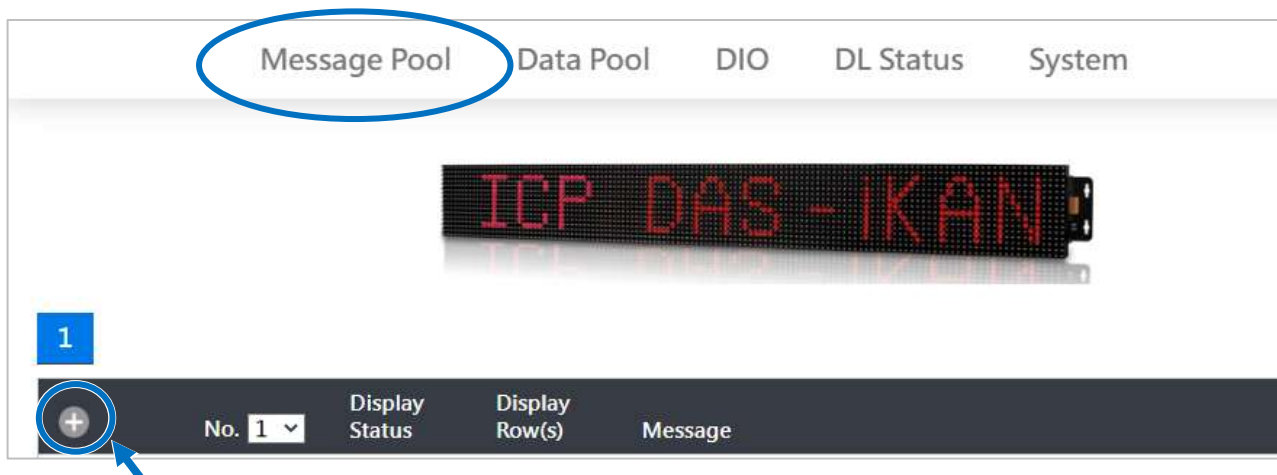 Message Pool Data Pool DIO DL Status System
ICP DAS-iKAN
1
No. 1 Display Status Display Row(s) Message